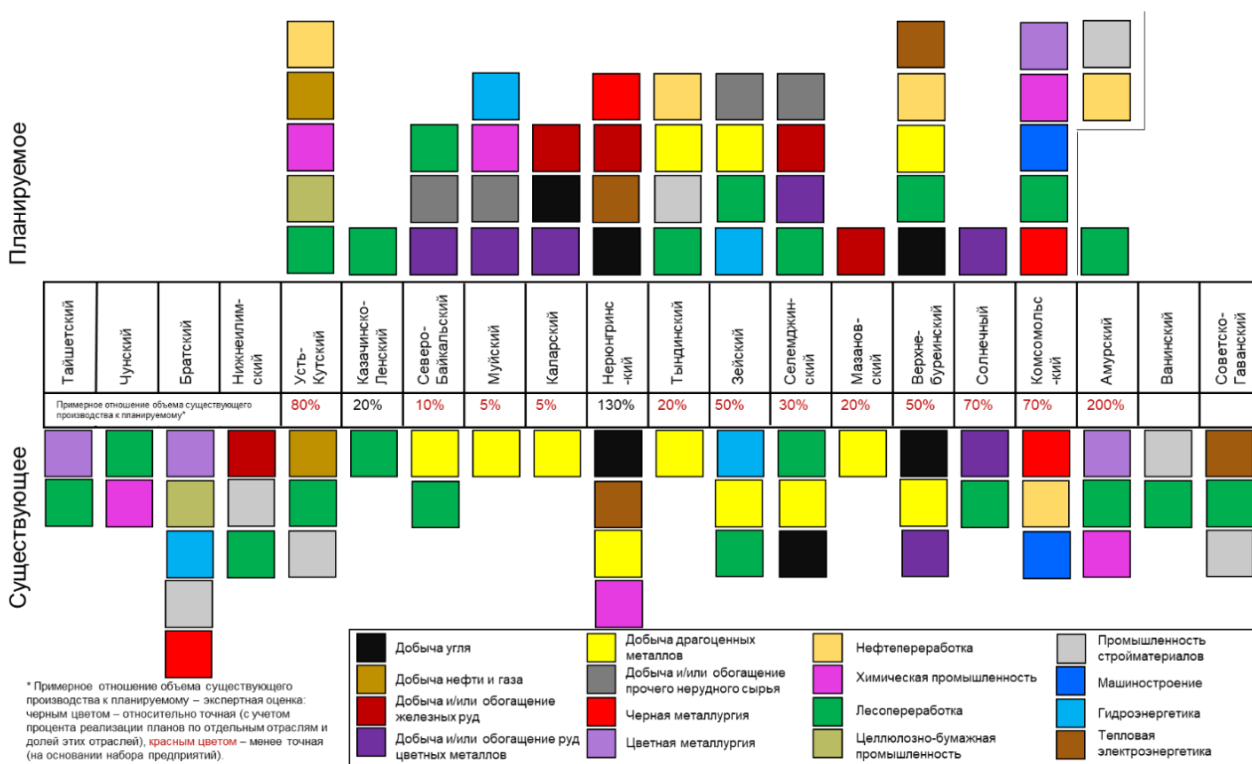 Планируемое
Тайшетский
Чунский
Братский
Нижнеилим-
ский
Усть-
Кутский
Казачинско-
Ленский
Северо-
Байкальский
Муйский
Каларский
Нерюнгринс
-кий
Тындинский
Зейский
Селемджин-
ский
Мазанов-
ский
Верхне-
буреинский
Солнечный
Комсомольс
-кий
Амурский
Ванинский
Советско-
Гаванский
Примерное отношение объема существующего
производства к планируемому*
80%
20%
10%
5%
5%
130%
20%
50%
30%
20%
50%
70%
70%
200%
Существующее
Добыча угля
Добыча нефти и газа
Добыча и/или обогащение
железных руд
Добыча и/или обогащение руд
цветных металлов
Добыча драгоценных
металлов
Добыча и/или обогащение
прочего нерудного сырья
Черная металлургия
Цветная металлургия
Нефтепереработка
Химическая промышленность
Лесопереработка
Целлюлозно-бумажная
промышленность
Промышленность
стройматериалов
Машиностроение
Гидроэнергетика
Тепловая
электроэнергетика
* Примерное отношение объема существующего
производства к планируемому – экспертная оценка:
черным цветом – относительно точная (с учетом
процента реализации планов по отдельным отраслям и
долей этих отраслей), красным цветом – менее точная
(на основании набора предприятий).